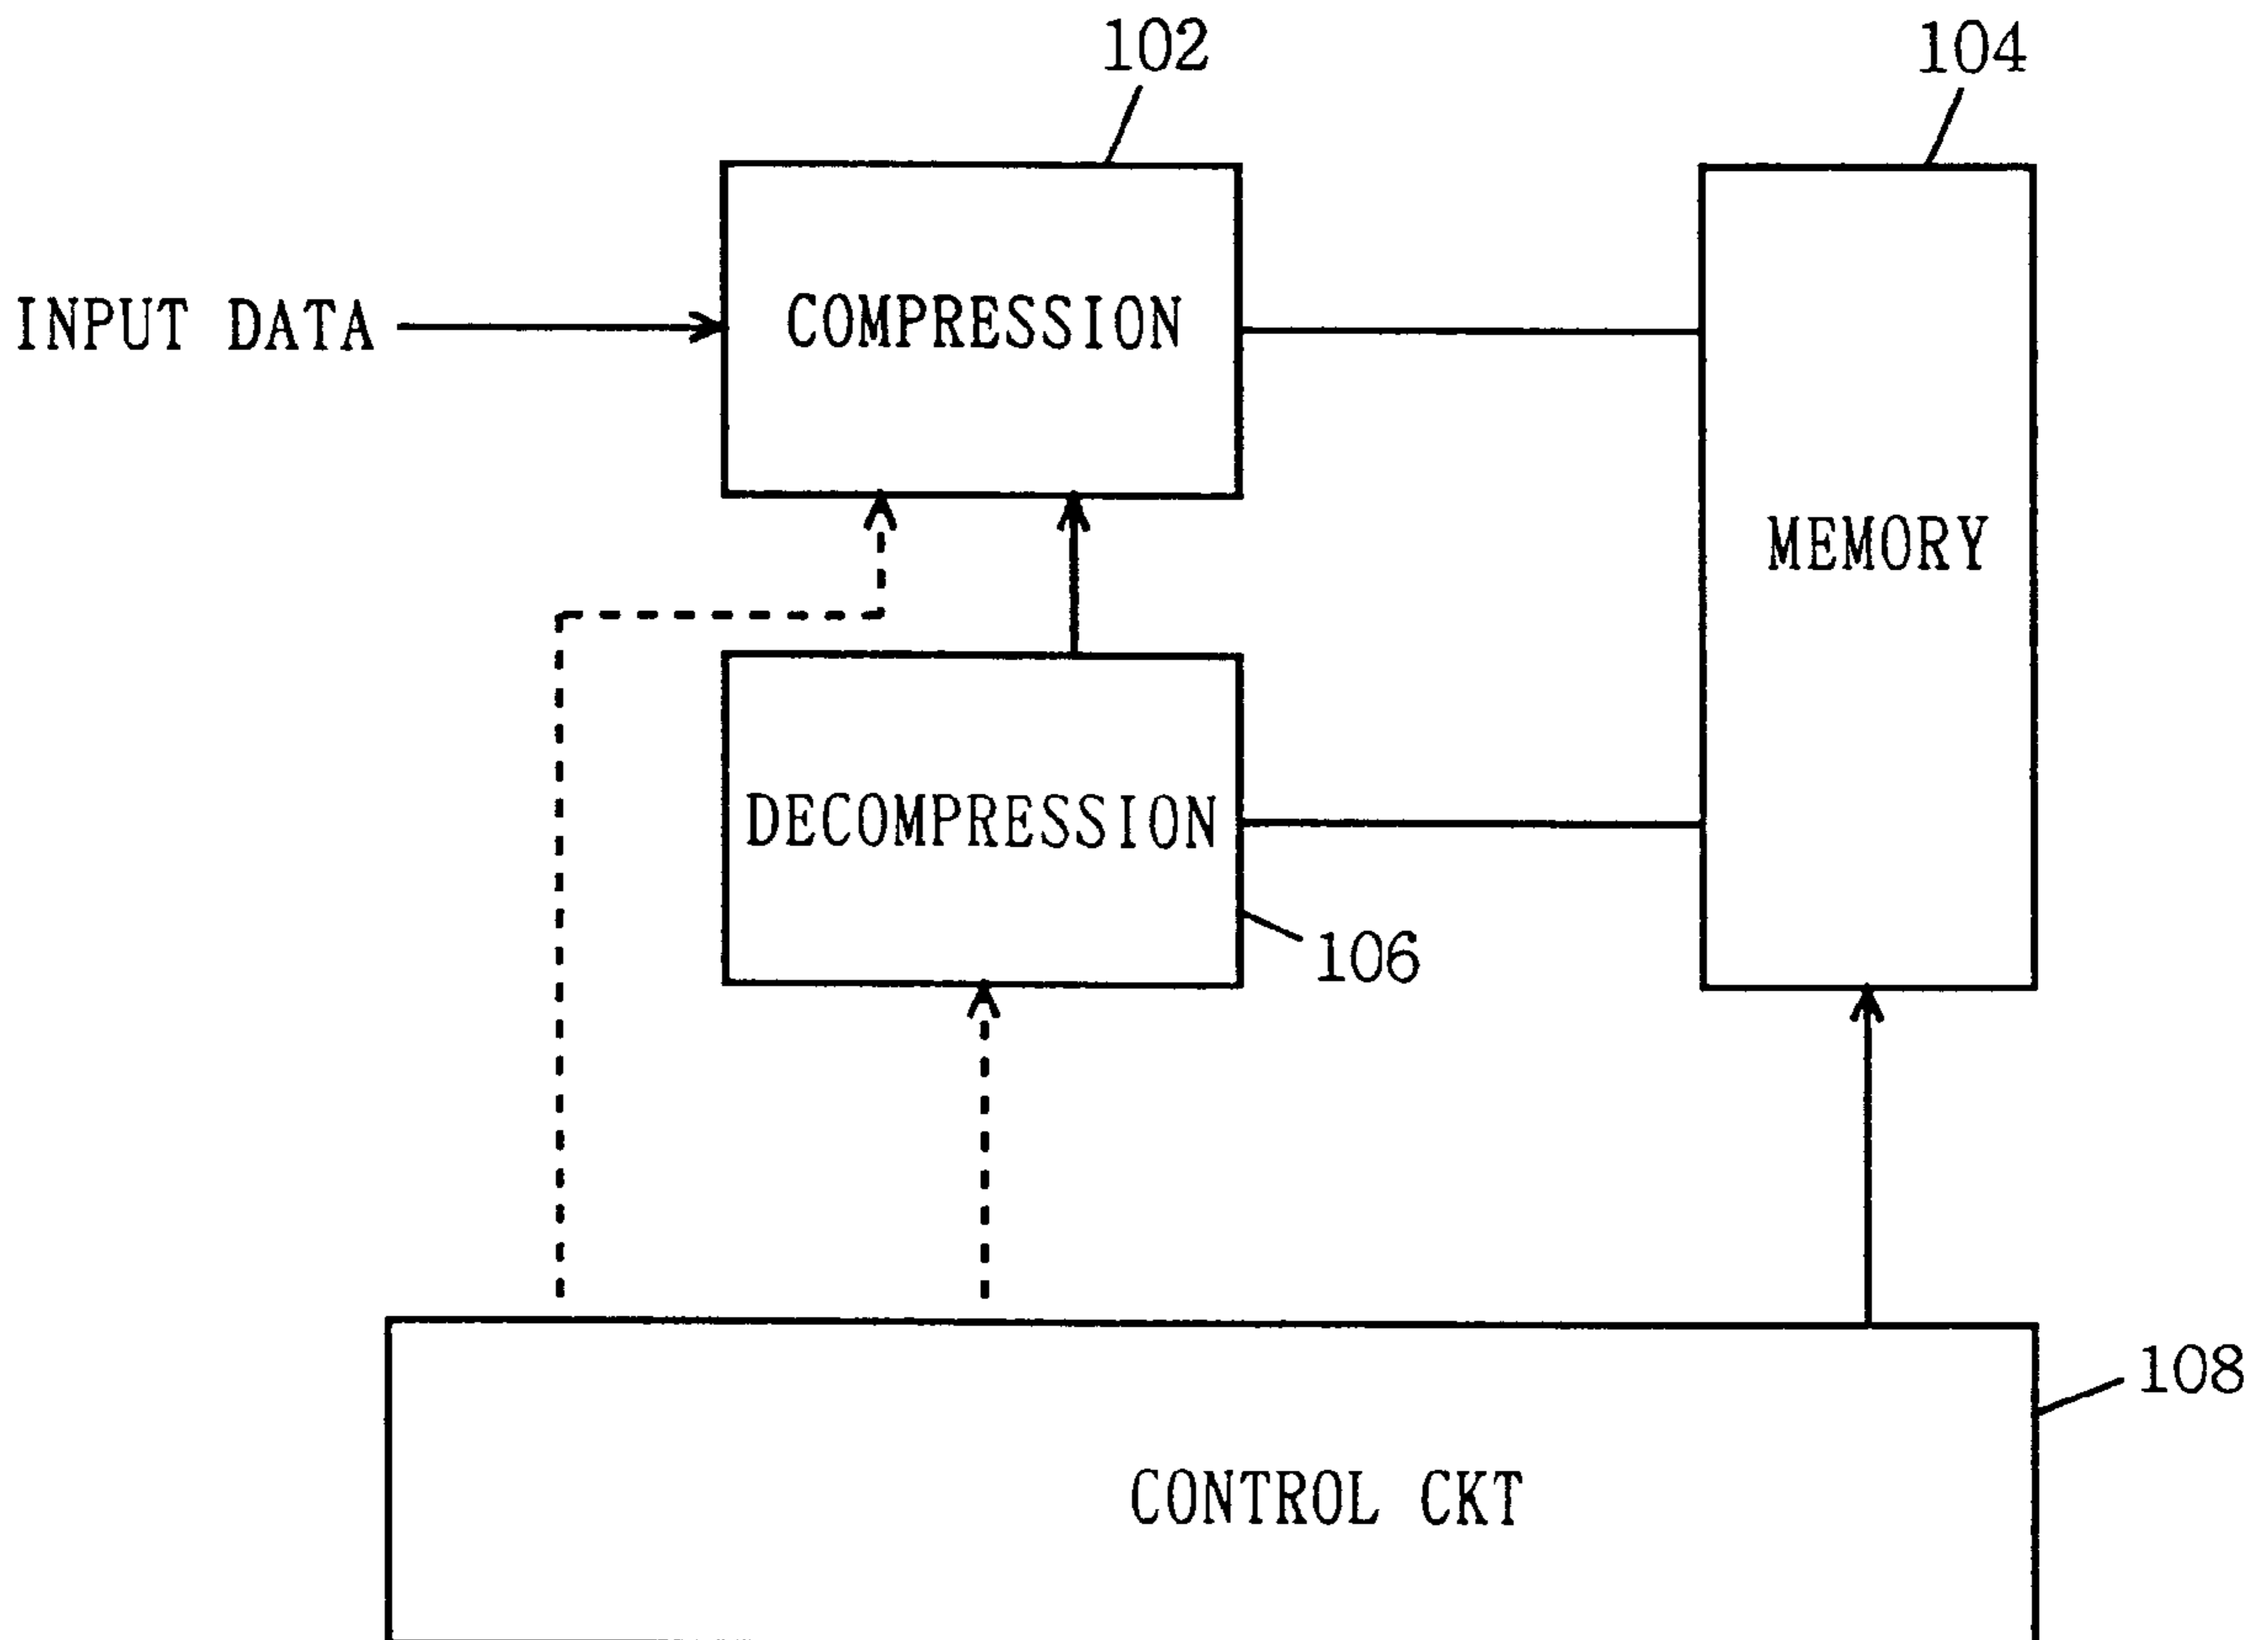 102
104
INPUT DATA
COMPRESSION
MEMORY
DECOMPRESSION
106
108
CONTROL CKT